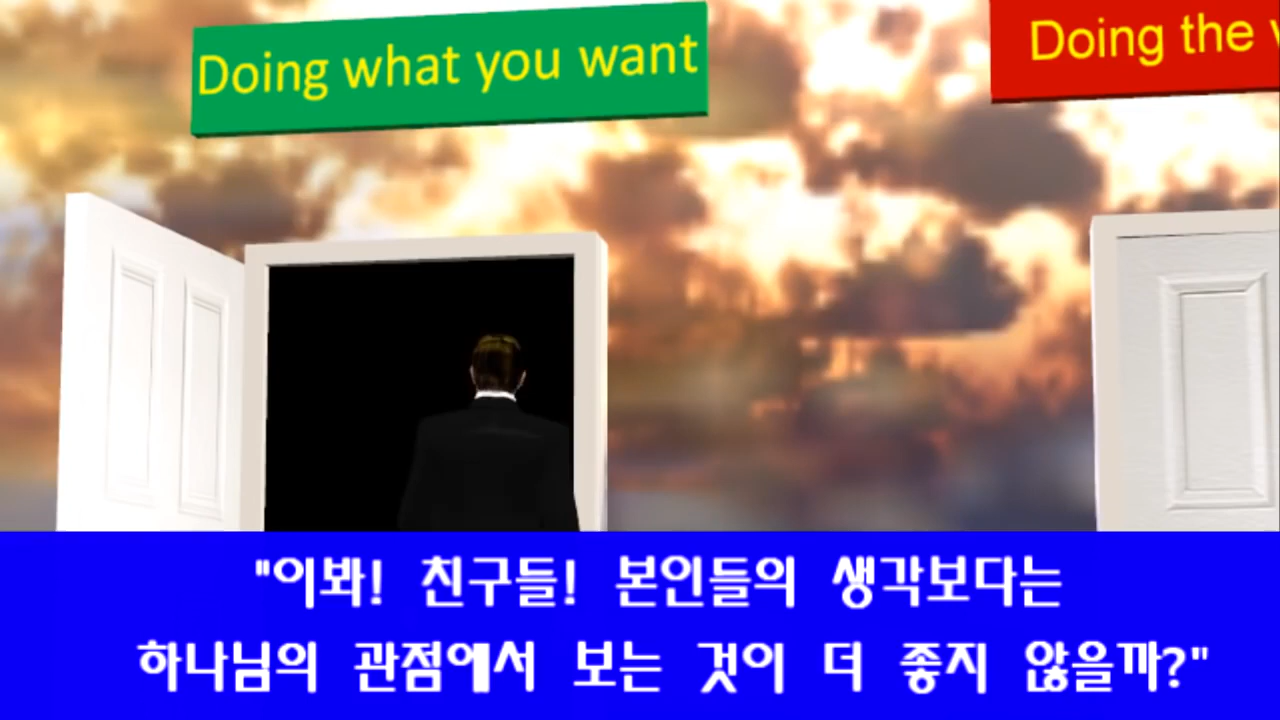 Doing what you want
Doing the
"이봐! 친구들! 본인들의 생각보다는
하나님의 관점에서 보는 것이 더 좋지 않을까?"